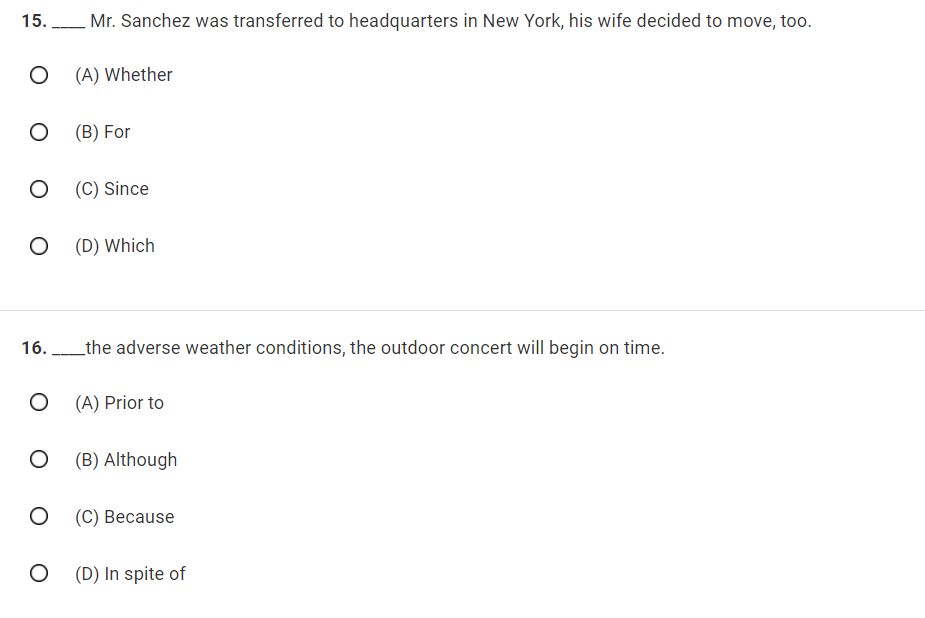 15. ____ Mr. Sanchez was transferred to headquarters in New York, his wife decided to move, too.
(A) Whether
(B) For
(C) Since
(D) Which
16. ____the adverse weather conditions, the outdoor concert will begin on time.
(A) Prior to
(B) Although
(C) Because
(D) In spite of